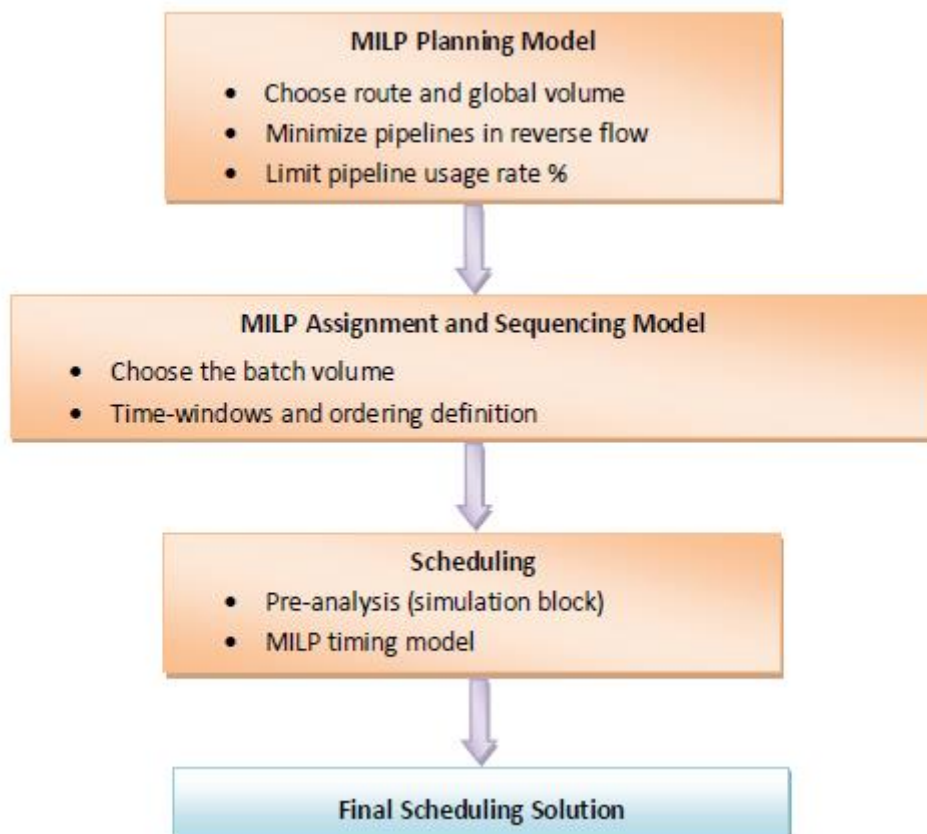 MILP Planning Model
• Choose route and global volume
• Minimize pipelines in reverse flow
• Limit pipeline usage rate %
MILP Assignment and Sequencing Model
• Choose the batch volume
• Time-windows and ordering definition
Scheduling
• Pre-analysis (simulation block)
• MILP timing model
Final Scheduling Solution